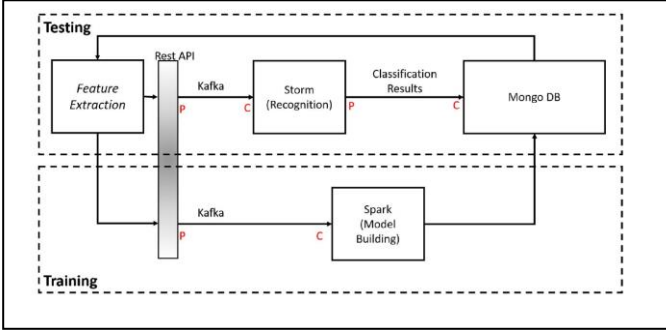 Testing
Rest API
Feature
Extraction
Kafka
P
C
Storm
(Recognition)
P
Classification
Results
C
Mongo DB
Kafka
P
C
Spark
(Model
Building)
Training